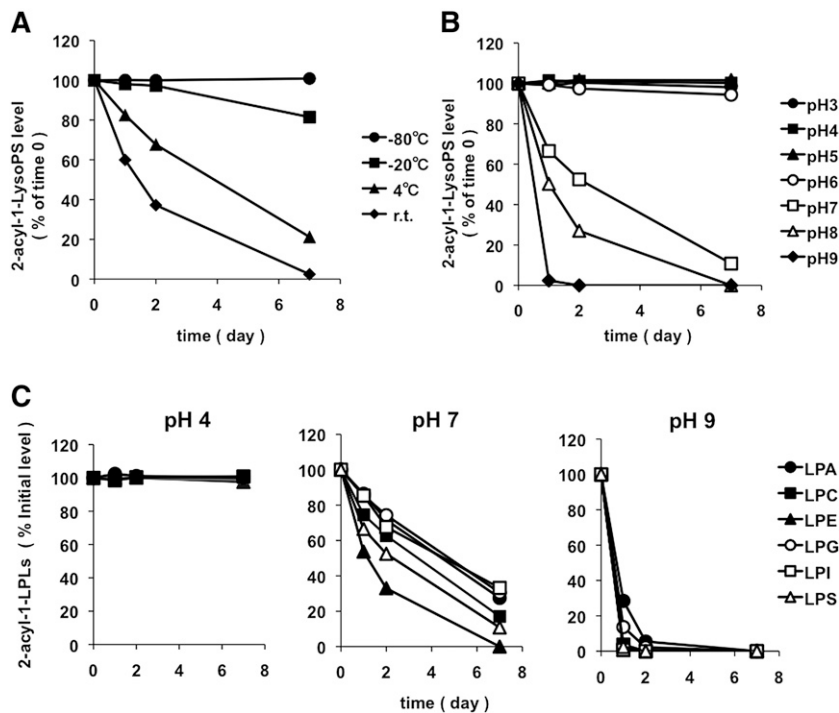 A
2-acyl-1-LysoPS level
( % of time 0 )
120
100
80
60
40
20
0
0 2 4 6 8
time ( day )
-80℃
-20℃
4℃
r.t.
B
2-acyl-1-LysoPS level
( % of time 0 )
120
100
80
60
40
20
0
0 2 4 6 8
time ( day )
pH3
pH4
pH5
pH6
pH7
pH8
pH9
C
2-acyl-1-LPLs ( % Initial level )
pH 4
120
100
80
60
40
20
0
0 2 4 6 8
pH 7
120
100
80
60
40
20
0
0 2 4 6 8
time ( day )
pH 9
120
100
80
60
40
20
0
0 2 4 6 8
LPA
LPC
LPE
LPG
LPI
LPS